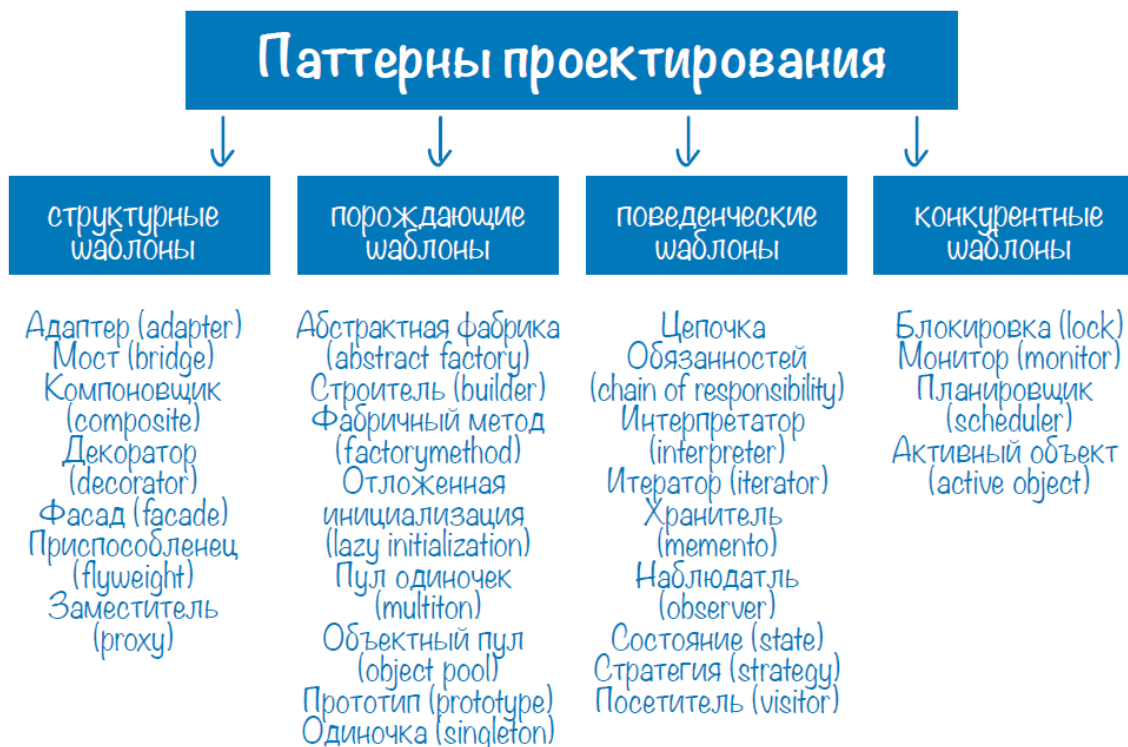 Паттерны проектирования
структурные
шаблоны
Адаптер (adapter)
Мост (bridge)
Компоновщик
(composite)
Декоратор
(decorator)
Фасад (facade)
Приспособленец
(flyweight)
Заместитель
(proxy)
порождающие
шаблоны
Абстрактная фабрика
(abstract factory)
Строитель (builder)
Фабричный метод
(factorymethod)
Отложенная
инициализация
(lazy initialization)
Пул одиночек
(multiton)
Объектный пул
(object pool)
Прототип (prototype)
Одиночка (singleton)
поведенческие
шаблоны
Цепочка
Обязанностей
(chain of responsibility)
Интерпретатор
(interpreter)
Итератор (iterator)
Хранитель
(memento)
Наблюдатль
(observer)
Состояние (state)
Стратегия (strategy)
Посетитель (visitor)
конкурентные
шаблоны
Блокировка (lock)
Монитор (monitor)
Планировщик
(scheduler)
Активный объект
(active object)